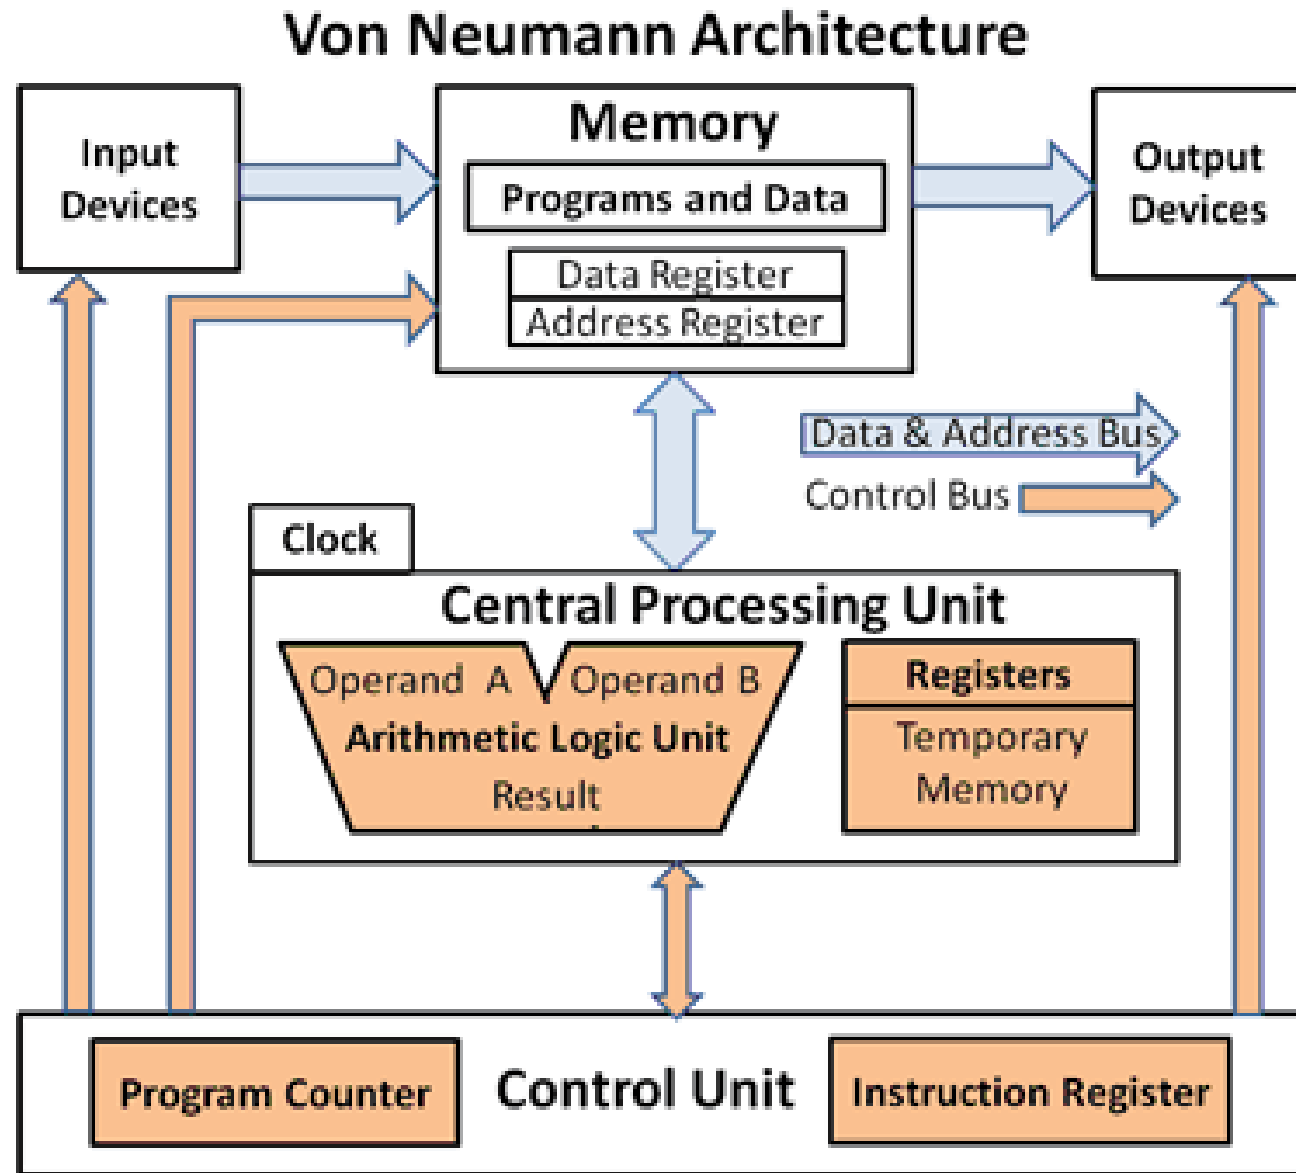 Von Neumann Architecture
Input
Devices
Memory
Programs and Data
Data Register
Address Register
Output
Devices
Data & Address Bus
Control Bus
Clock
Central Processing Unit
Operand A
Operand B
Arithmetic Logic Unit
Result
Registers
Temporary
Memory
Program Counter
Control Unit
Instruction Register